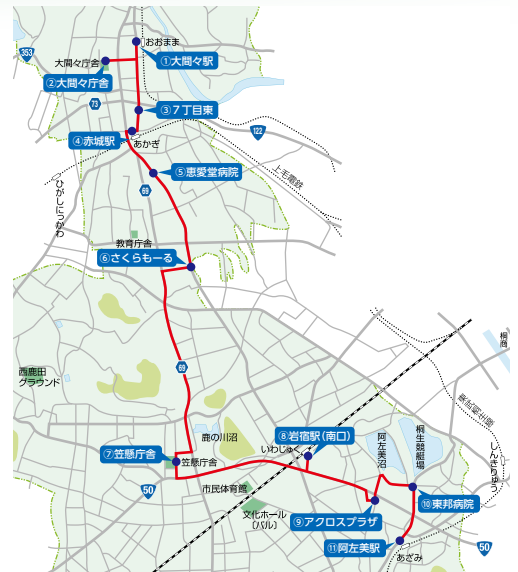 353
おおまま
①大間々駅
大間々庁舎
②大間々庁舎
73
③7丁目東
④赤城駅
あかぎ
122
⑤恵愛堂病院
上毛電鉄
69
ひがしにっかわ
教育庁舎
⑥さくらもーる
桐商
69
西鹿田
グラウンド
東武桐生線
鹿の川沼
⑧岩宿駅(南口)
いわじゅく
阿左美沼
桐生競艇場
しんきりゅう
⑦笠懸庁舎
笠懸庁舎
50
市民体育館
文化ホール
(パル)
⑩東邦病院
⑨アクロスプラザ
⑪阿左美駅
あざみ
50